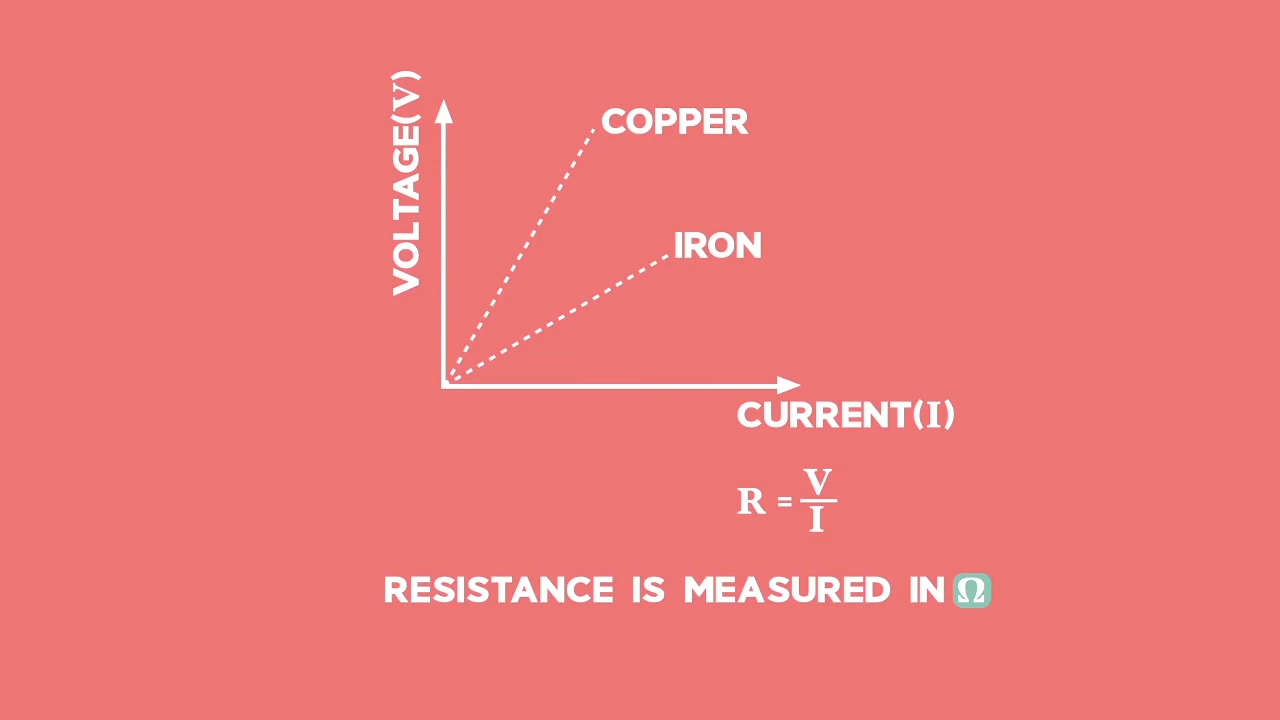 VOLTAGE(V)
COPPER
IRON
CURRENT(I)
R = V/I
RESISTANCE IS MEASURED IN Ω